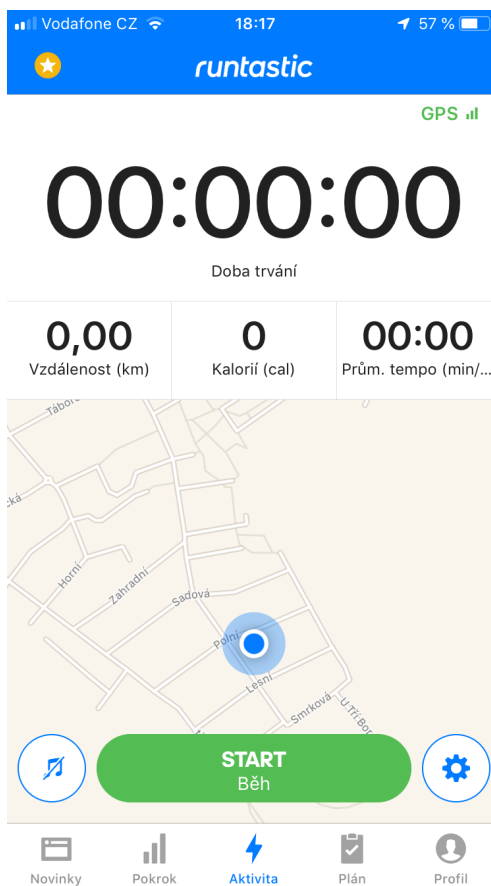 Vodafone CZ 18:17 57 %
runtastic
GPS
00:00:00
Doba trvání
0,00 0 00:00
Vzdálenost (km) Kalorií (cal) Prům. tempo (min/...
Horní
Zahradní
Sadová
Polní
Lesní
Smrková
U Tří Bor
START
Běh
Novinky Pokrok Aktivita Plán Profil